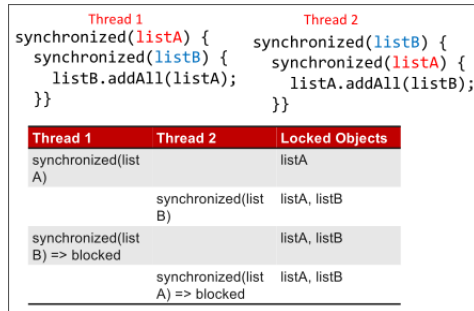 Thread 1
synchronized(listA) {
synchronized(listB) {
listB.addAll(listA);
}}
Thread 2
synchronized(listB) {
synchronized(listA) {
listA.addAll(listB);
}}
Thread 1 Thread 2 Locked Objects
synchronized(list listA
A)
synchronized(list listA, listB
B)
synchronized(list listA, listB
B) => blocked
synchronized(list listA, listB
A) => blocked